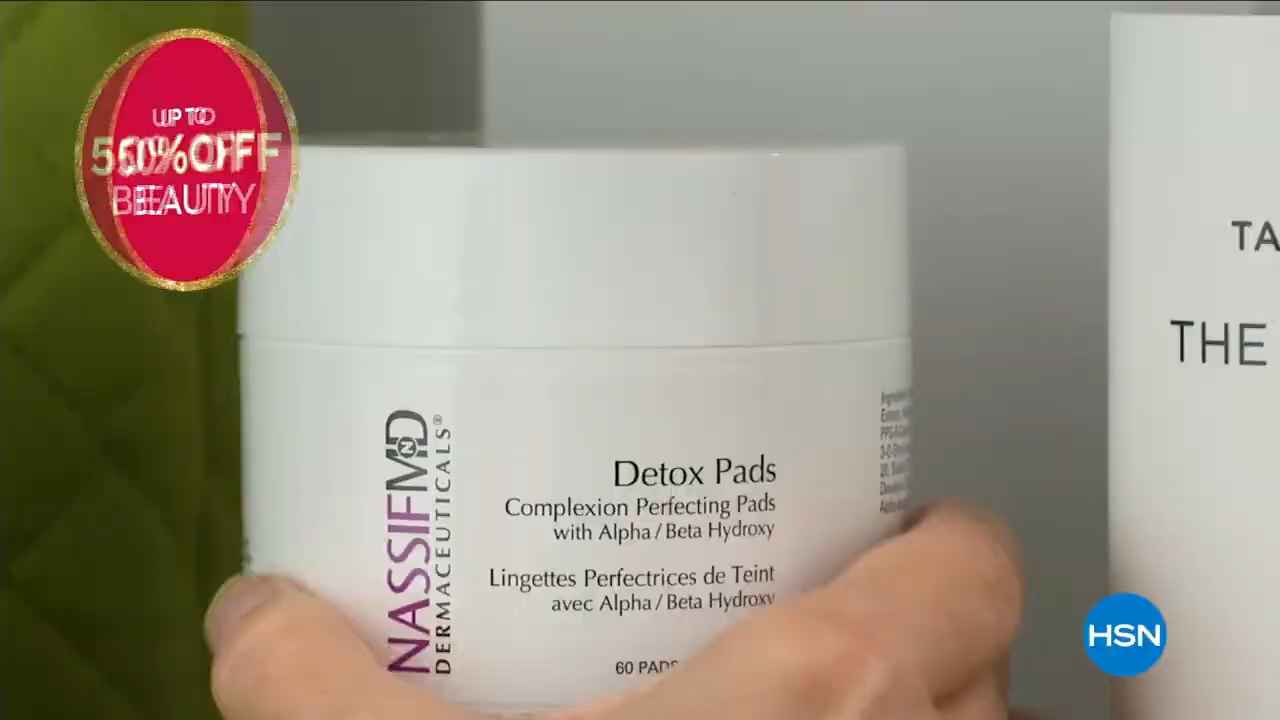 UP TO
50% OFF
BEAUTY
TA
THE
NASSIFMD
DERMACEUTICALS®
Detox Pads
Complexion Perfecting Pads
with Alpha / Beta Hydroxy
Lingettes Perfectrices de Teint
avec Alpha / Beta Hydroxy
60 PADS
HSN